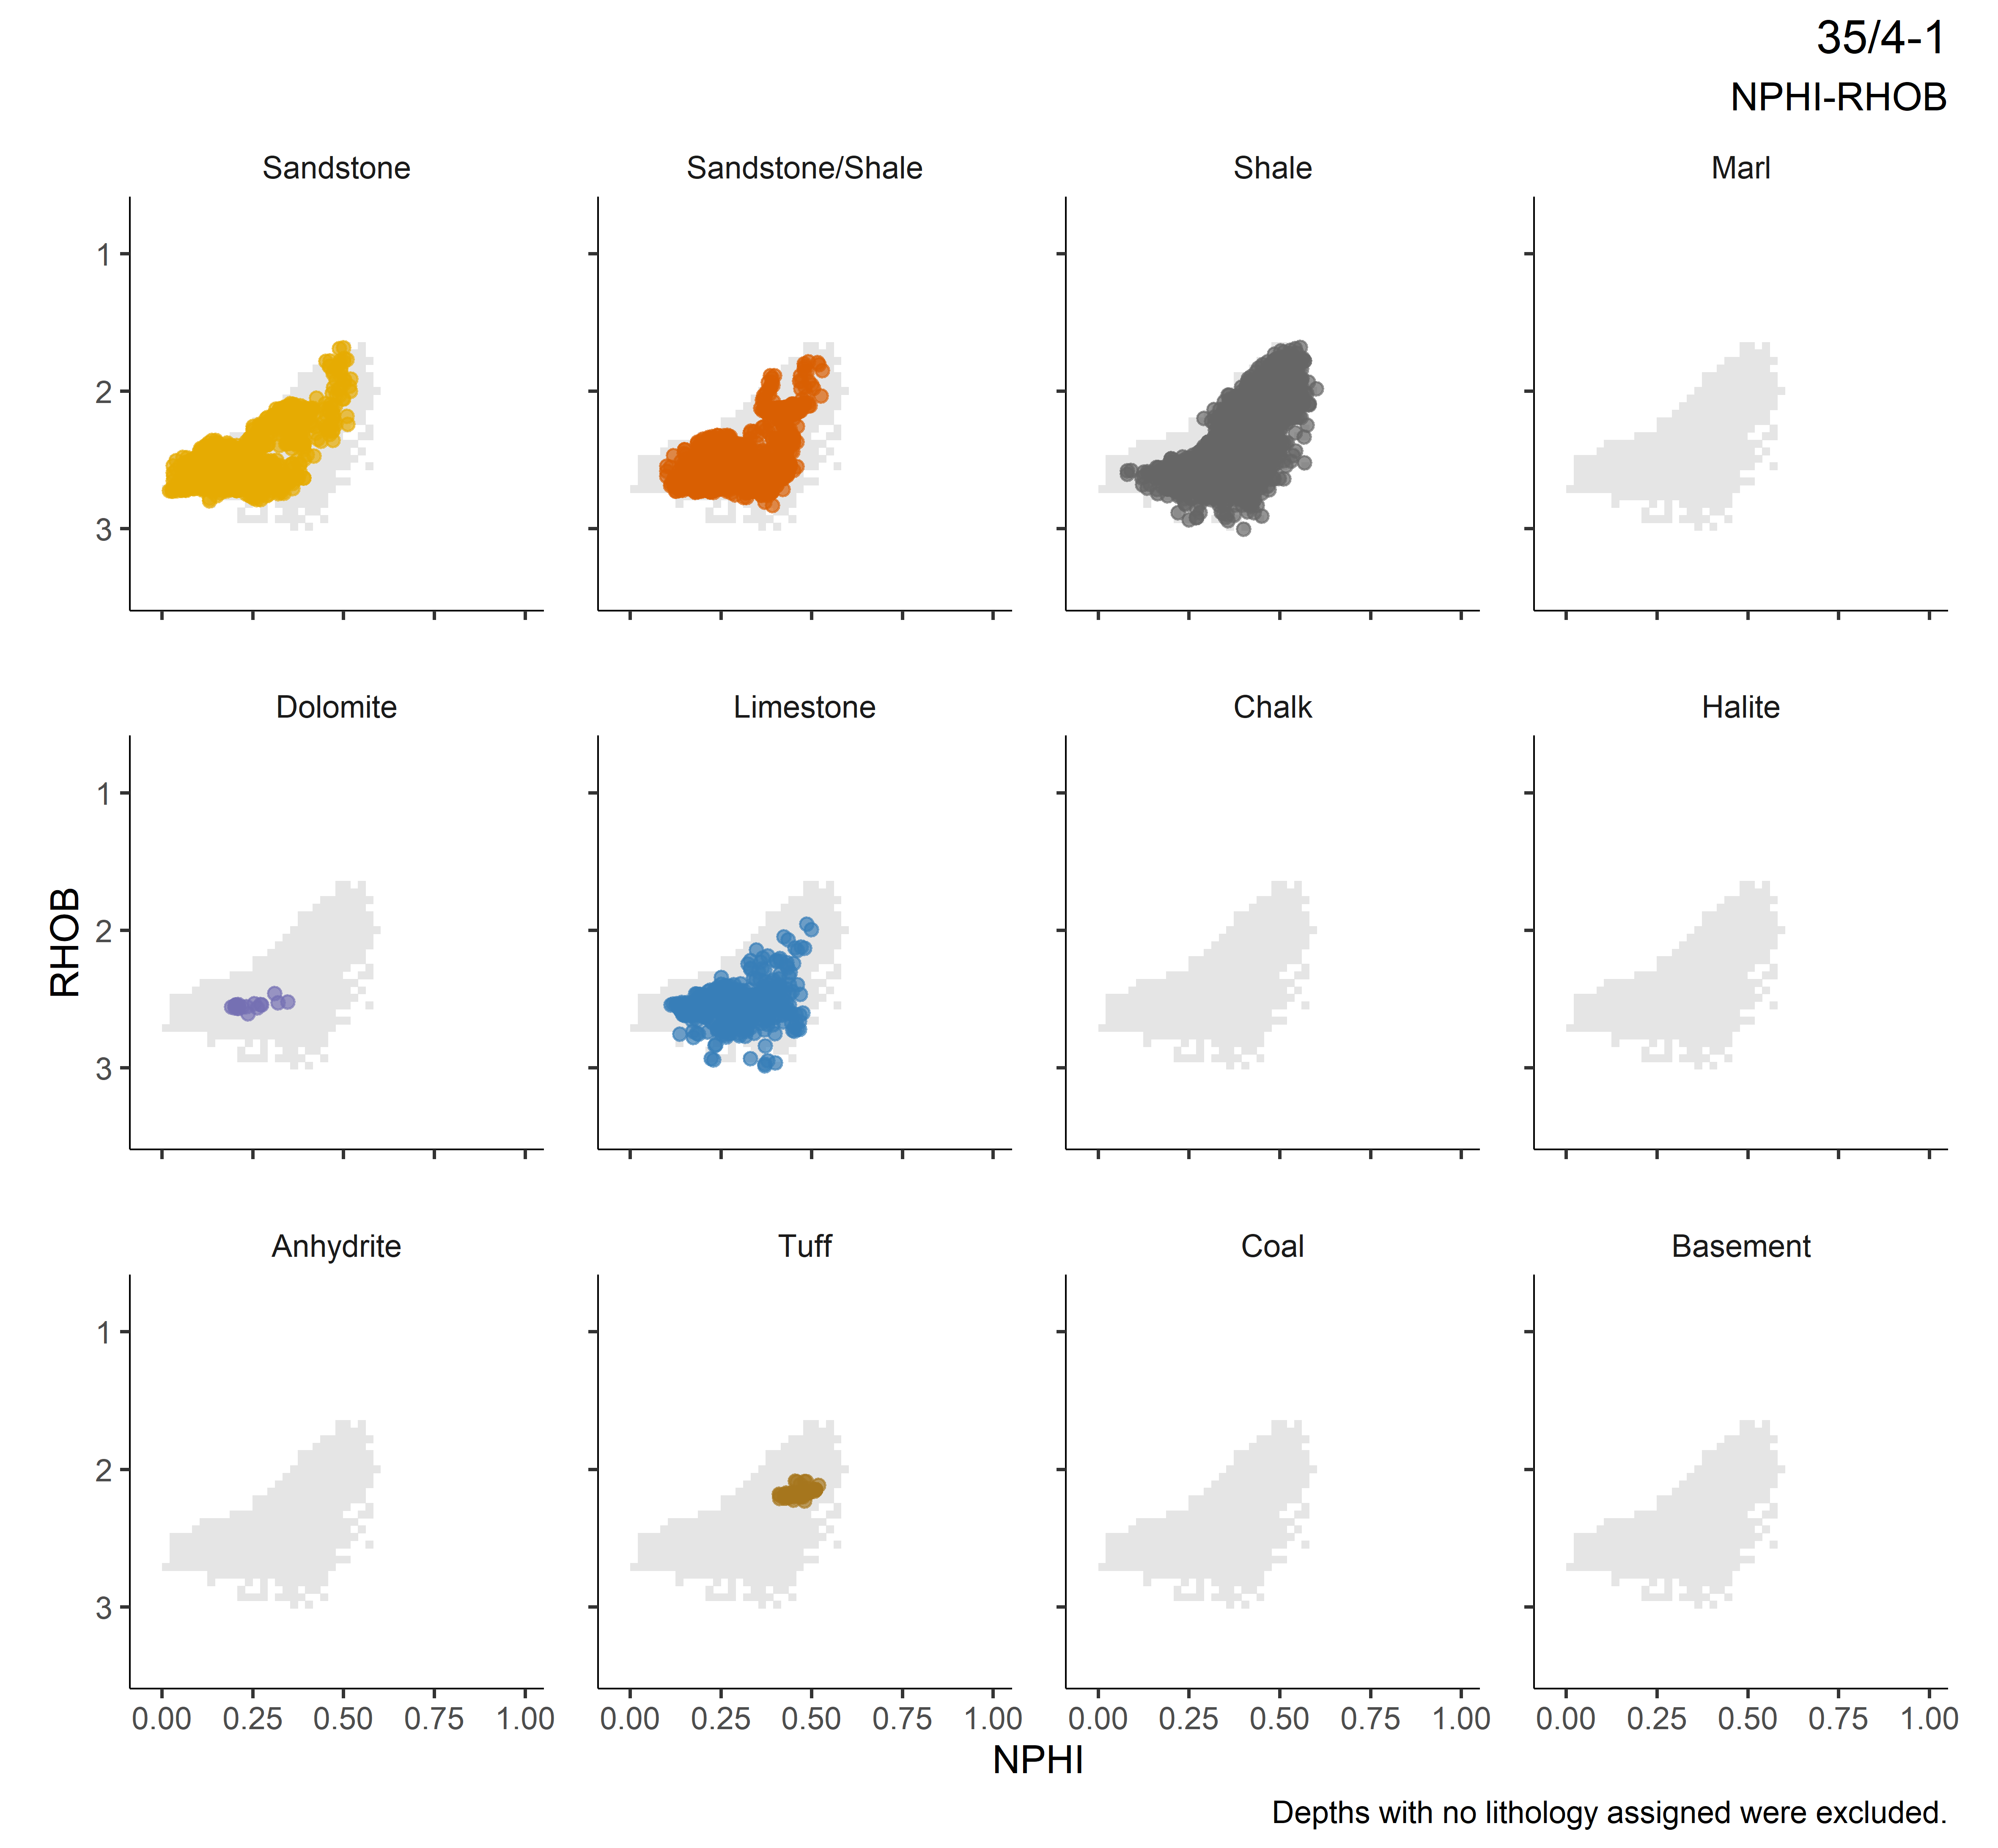 35/4-1
NPHI-RHOB
Sandstone
Sandstone/Shale
Shale
Marl
1
2
3
Dolomite
Limestone
Chalk
Halite
RHOB
1
2
3
Anhydrite
Tuff
Coal
Basement
1
2
3
0.00 0.25 0.50 0.75 1.00
0.00 0.25 0.50 0.75 1.00
0.00 0.25 0.50 0.75 1.00
0.00 0.25 0.50 0.75 1.00
NPHI
Depths with no lithology assigned were excluded.